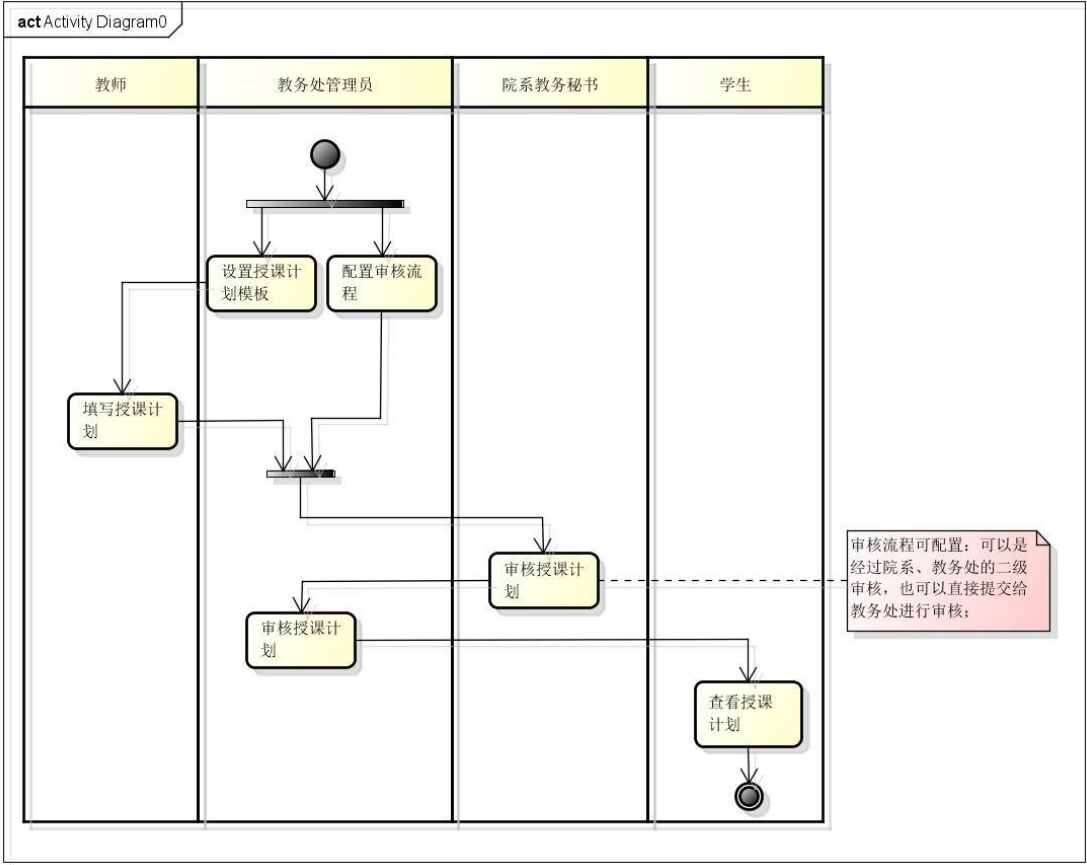 act Activity Diagram0
教师
教务处管理员
院系教务秘书
学生
设置授课计
划模板
配置审核流
程
填写授课计
划
审核授课计
划
审核流程可配置：可以是
经过院系、教务处的二级
审核，也可以直接提交给
教务处进行审核；
审核授课计
划
查看授课
计划